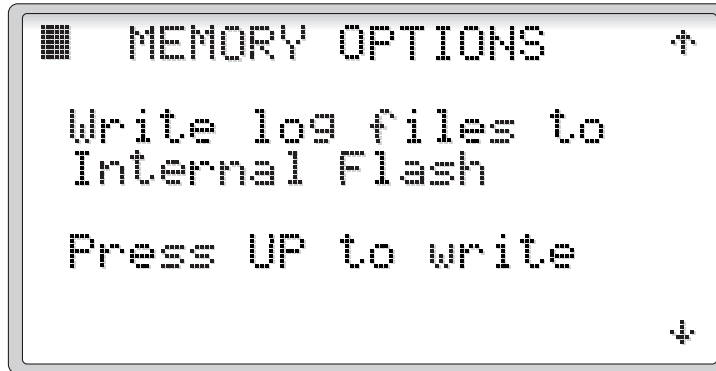 MEMORY OPTIONS ↑
Write log files to
Internal Flash
Press UP to write
↓